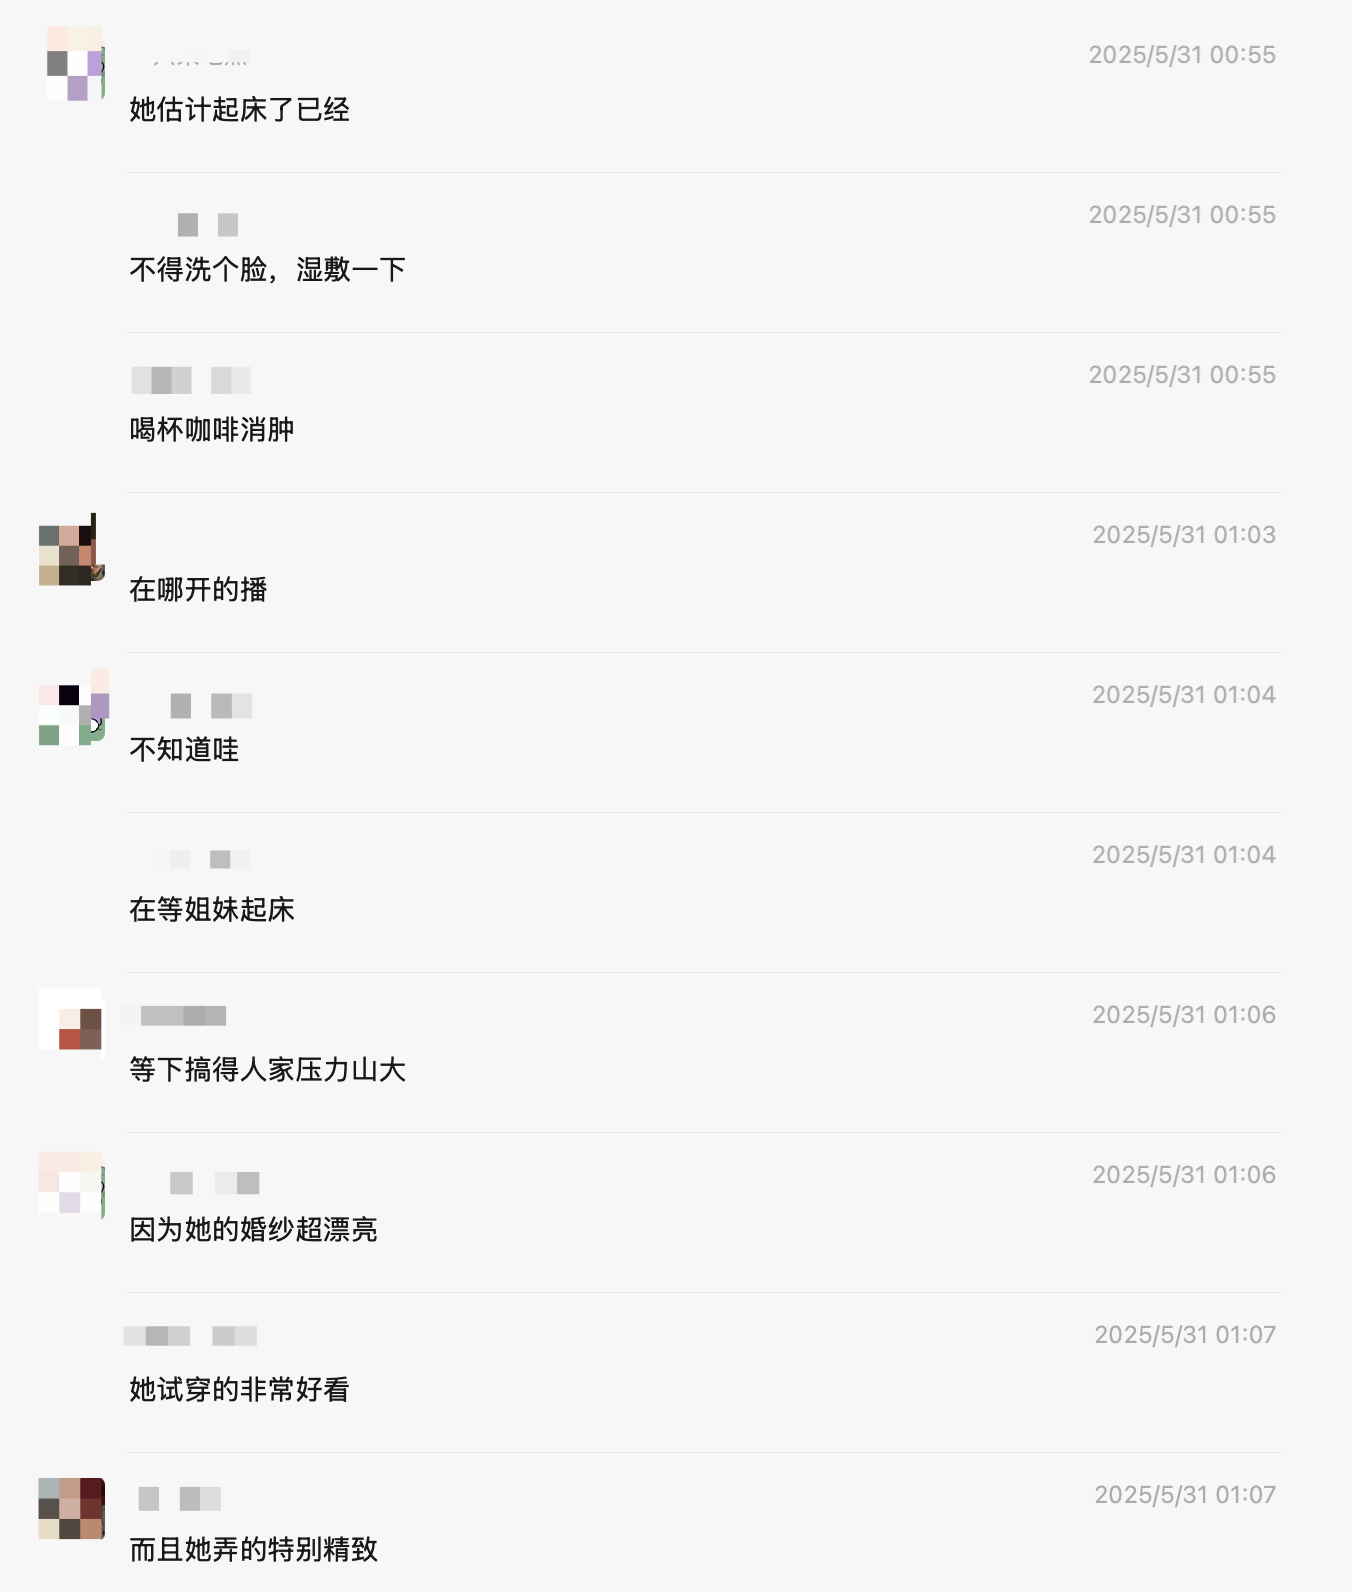 2025/5/31 00:55
她估计起床了已经
2025/5/31 00:55
不得洗个脸，湿敷一下
2025/5/31 00:55
喝杯咖啡消肿
2025/5/31 01:03
在哪开的播
2025/5/31 01:04
不知道哇
2025/5/31 01:04
在等姐妹起床
2025/5/31 01:06
等下搞得人家压力山大
2025/5/31 01:06
因为她的婚纱超漂亮
2025/5/31 01:07
她试穿的非常好看
2025/5/31 01:07
而且她弄的特别精致